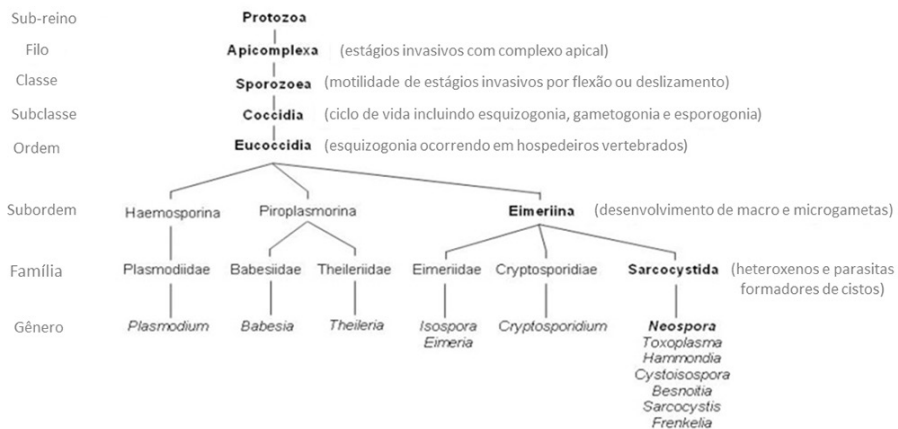 Sub-reino Protozoa
Filo Apicomplexa (estágios invasivos com complexo apical)
Classe Sporozoea (motilidade de estágios invasivos por flexão ou deslizamento)
Subclasse Coccidia (ciclo de vida incluindo esquizogonia, gametogonia e esporogonia)
Ordem Eucoccidia (esquizogonia ocorrendo em hospedeiros vertebrados)
Subordem Haemosporina Piroplasmorina Eimeriina (desenvolvimento de macro e microgametas)
Família Plasmodiidae Babesiidae Theileriidae Eimeriidae Cryptosporidiae Sarcocystida (heteroxenos e parasitas
formadores de cistos)
Gênero Plasmodium Babesia Theileria Isospora Cryptosporidium Neospora
Eimeria Toxoplasma
Hammondia
Cystoisospora
Besnoitia
Sarcocystis
Frenkelia